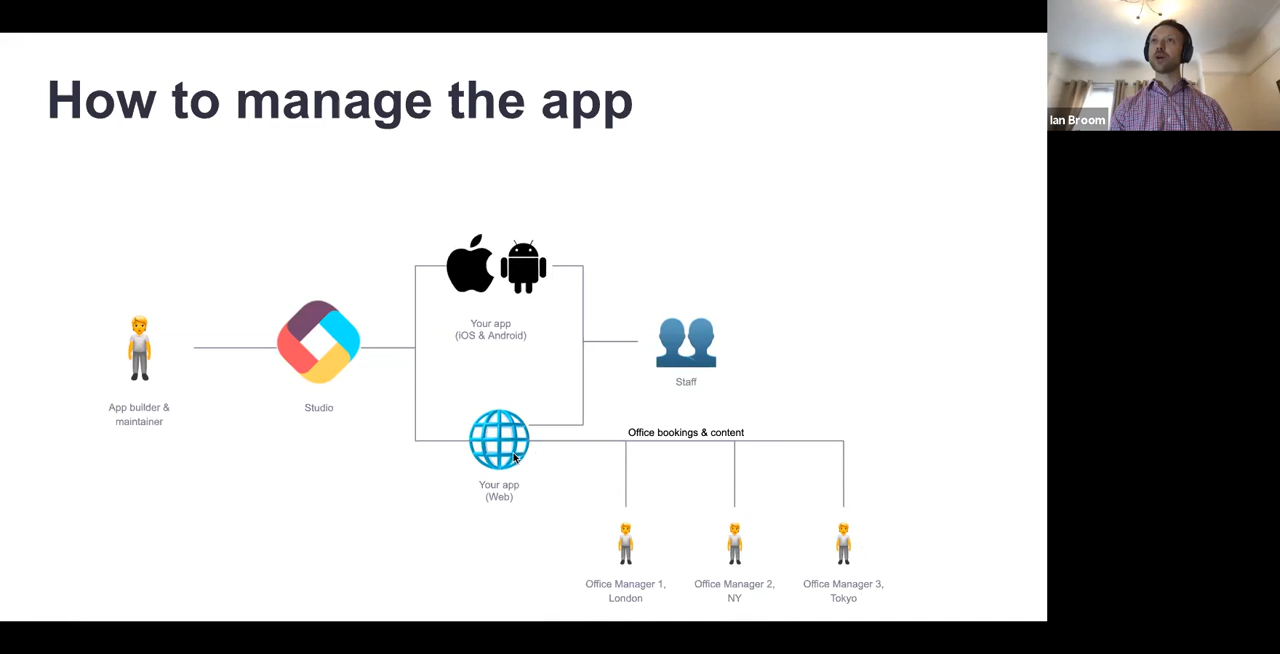 How to manage the app
Ian Broom
Your app
(iOS & Android)
App builder &
maintainer
Studio
Staff
Office bookings & content
Your app
(Web)
Office Manager 1,
London
Office Manager 2,
NY
Office Manager 3,
Tokyo